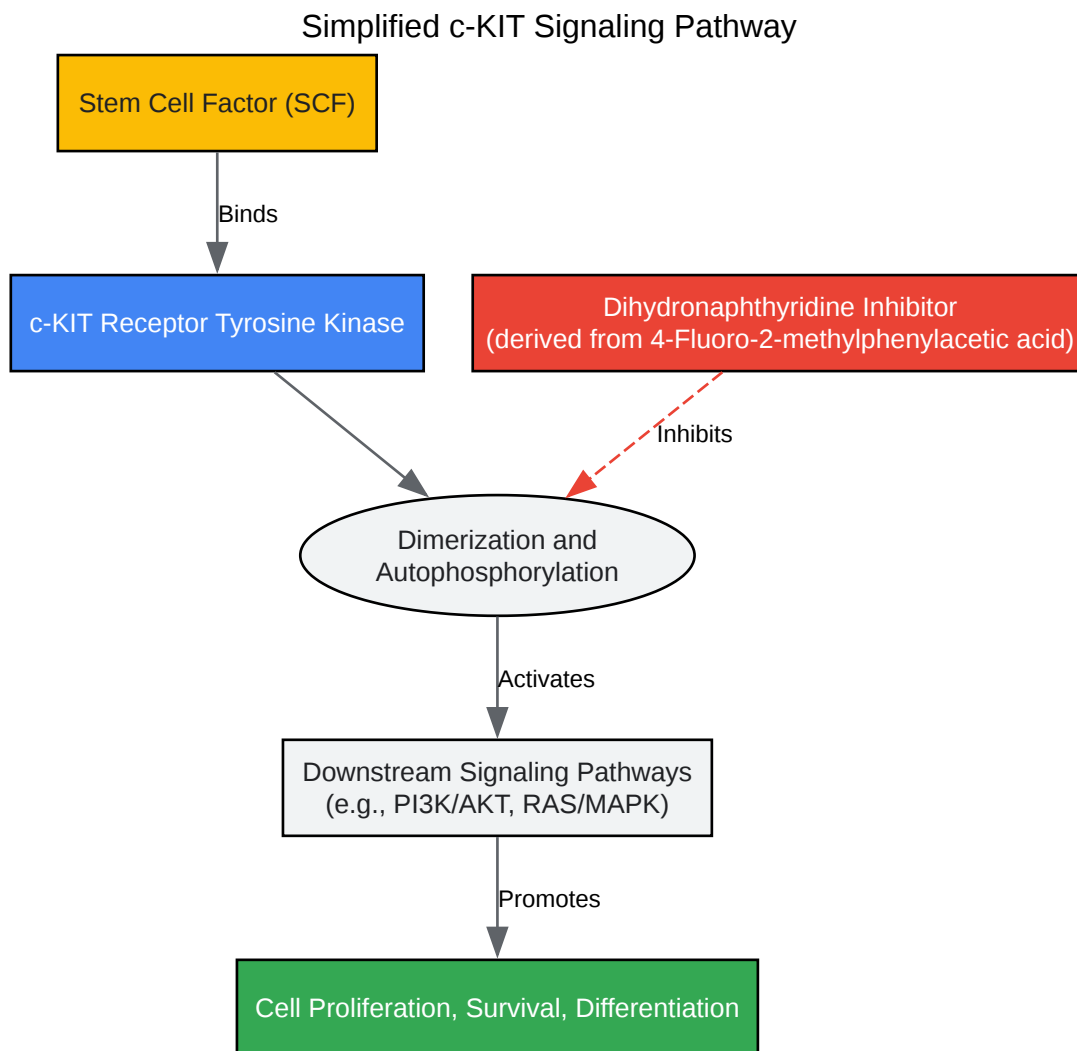 Simplified c-KIT Signaling Pathway
Stem Cell Factor (SCF)
Binds
c-KIT Receptor Tyrosine Kinase
Dihydronaphthyridine Inhibitor
(derived from 4-Fluoro-2-methylphenylacetic acid)
Inhibits
Dimerization and
Autophosphorylation
Activates
Downstream Signaling Pathways
(e.g., PI3K/AKT, RAS/MAPK)
Promotes
Cell Proliferation, Survival, Differentiation